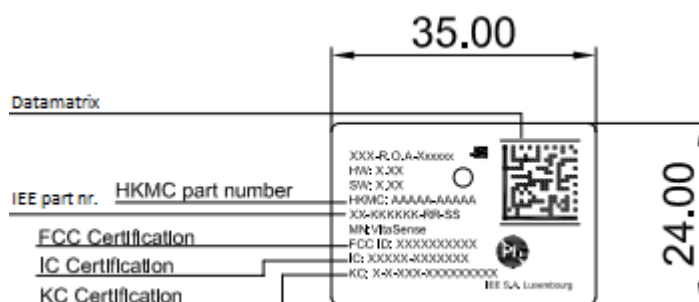 35.00
Datamatrix
24.00
XXX-R.O.A-Xxxxxx
HW: X.XX
SW: X.XX
HKMC: AAAAA-AAAAA
HKMC part number
IEE part nr.
XX-KKKKKK-RR-SS
MN:VitaSense
FCC Certification
FCC ID: XXXXXXXXXX
IC Certification
IC: XXXXX-XXXXXXX
KC Certification
KC: X-X-XXX-XXXXXXXXXX
IEE S.A. Luxembourg